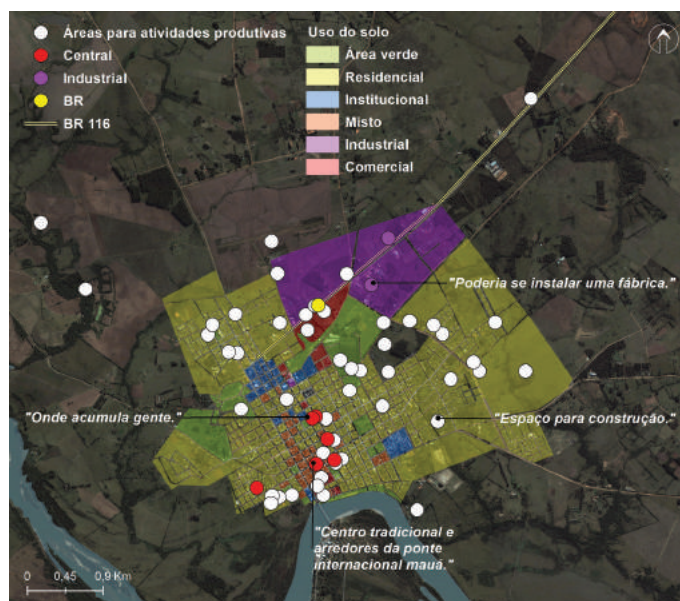 Áreas para atividades produtivas
Central
Industrial
BR
BR 116
Uso do solo
Área verde
Residencial
Institucional
Misto
Industrial
Comercial
"Poderia se instalar uma fábrica."
"Onde acumula gente."
"Espaço para construção."
"Centro tradicional e
arredores da ponte
internacional mauá."
0 0,45 0,9 Km